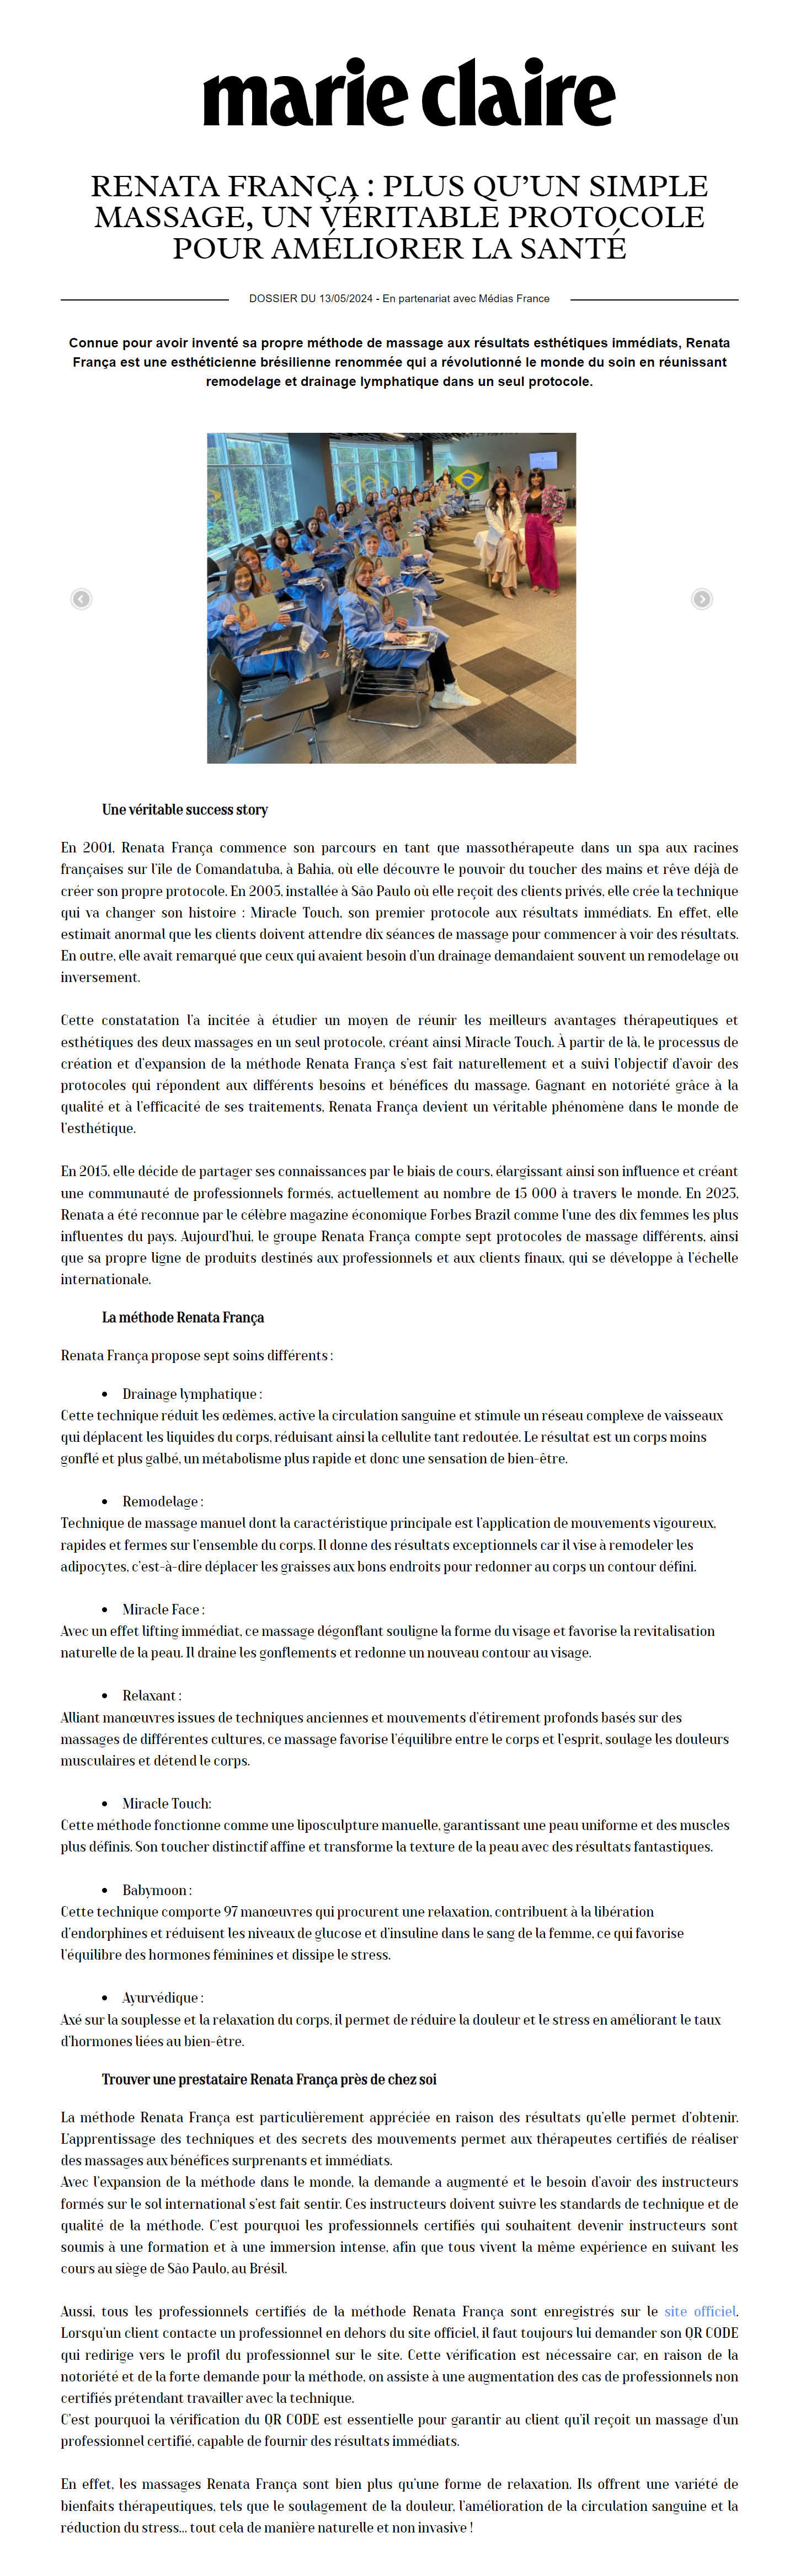 marie claire
RENATA FRANÇA : PLUS QU’UN SIMPLE
MASSAGE, UN VÉRITABLE PROTOCOLE
POUR AMÉLIORER LA SANTÉ
DOSSIER DU 13/05/2024 - En partenariat avec Médias France
Connue pour avoir inventé sa propre méthode de massage aux résultats esthétiques immédiats, Renata
França est une esthéticienne brésilienne renommée qui a révolutionné le monde du soin en réunissant
remodelage et drainage lymphatique dans un seul protocole.
Une véritable success story
En 2001, Renata França commence son parcours en tant que massothérapeute dans un spa aux racines
françaises sur l’île de Comandatuba, à Bahia, où elle découvre le pouvoir du toucher des mains et rêve déjà de
créer son propre protocole. En 2005, installée à São Paulo où elle reçoit des clients privés, elle crée la technique
qui va changer son histoire : Miracle Touch, son premier protocole aux résultats immédiats. En effet, elle
estimait anormal que les clients doivent attendre dix séances de massage pour commencer à voir des résultats.
En outre, elle avait remarqué que ceux qui avaient besoin d’un drainage demandaient souvent un remodelage ou
inversement.
Cette constatation l’a incitée à étudier un moyen de réunir les meilleurs avantages thérapeutiques et
esthétiques des deux massages en un seul protocole, créant ainsi Miracle Touch. À partir de là, le processus de
création et d’expansion de la méthode Renata França s’est fait naturellement et a suivi l’objectif d’avoir des
protocoles qui répondent aux différents besoins et bénéfices du massage. Gagnant en notoriété grâce à la
qualité et à l’efficacité de ses traitements, Renata França devient un véritable phénomène dans le monde de
l’esthétique.
En 2015, elle décide de partager ses connaissances par le biais de cours, élargissant ainsi son influence et créant
une communauté de professionnels formés, actuellement au nombre de 15 000 à travers le monde. En 2023,
Renata a été reconnue par le célèbre magazine économique Forbes Brazil comme l’une des dix femmes les plus
influentes du pays. Aujourd’hui, le groupe Renata França compte sept protocoles de massage différents, ainsi
que sa propre ligne de produits destinés aux professionnels et aux clients finaux, qui se développe à l’échelle
internationale.
La méthode Renata França
Renata França propose sept soins différents :
• Drainage lymphatique :
Cette technique réduit les œdèmes, active la circulation sanguine et stimule un réseau complexe de vaisseaux
qui déplacent les liquides du corps, réduisant ainsi la cellulite tant redoutée. Le résultat est un corps moins
gonflé et plus galbé, un métabolisme plus rapide et donc une sensation de bien-être.
• Remodelage :
Technique de massage manuel dont la caractéristique principale est l’application de mouvements vigoureux,
rapides et fermes sur l’ensemble du corps. Il donne des résultats exceptionnels car il vise à remodeler les
adipocytes, c’est-à-dire déplacer les graisses aux bons endroits pour redonner au corps un contour défini.
• Miracle Face :
Avec un effet lifting immédiat, ce massage dégonflant souligne la forme du visage et favorise la revitalisation
naturelle de la peau. Il draine les gonflements et redonne un nouveau contour au visage.
• Relaxant :
Alliant manœuvres issues de techniques anciennes et mouvements d’étirement profonds basés sur des
massages de différentes cultures, ce massage favorise l’équilibre entre le corps et l’esprit, soulage les douleurs
musculaires et détend le corps.
• Miracle Touch:
Cette méthode fonctionne comme une liposculpture manuelle, garantissant une peau uniforme et des muscles
plus définis. Son toucher distinctif affine et transforme la texture de la peau avec des résultats fantastiques.
• Babymoon :
Cette technique comporte 97 manœuvres qui procurent une relaxation, contribuent à la libération
d’endorphines et réduisent les niveaux de glucose et d’insuline dans le sang de la femme, ce qui favorise
l’équilibre des hormones féminines et dissipe le stress.
• Ayurvédique :
Axé sur la souplesse et la relaxation du corps, il permet de réduire la douleur et le stress en améliorant le taux
d’hormones liées au bien-être.
Trouver une prestataire Renata França près de chez soi
La méthode Renata França est particulièrement appréciée en raison des résultats qu’elle permet d’obtenir.
L’apprentissage des techniques et des secrets des mouvements permet aux thérapeutes certifiés de réaliser
des massages aux bénéfices surprenants et immédiats.
Avec l’expansion de la méthode dans le monde, la demande a augmenté et le besoin d’avoir des instructeurs
formés sur le sol international s’est fait sentir. Ces instructeurs doivent suivre les standards de technique et de
qualité de la méthode. C’est pourquoi les professionnels certifiés qui souhaitent devenir instructeurs sont
soumis à une formation et à une immersion intense, afin que tous vivent la même expérience en suivant les
cours au siège de São Paulo, au Brésil.
Aussi, tous les professionnels certifiés de la méthode Renata França sont enregistrés sur le site officiel.
Lorsqu’un client contacte un professionnel en dehors du site officiel, il faut toujours lui demander son QR CODE
qui redirige vers le profil du professionnel sur le site. Cette vérification est nécessaire car, en raison de la
notoriété et de la forte demande pour la méthode, on assiste à une augmentation des cas de professionnels non
certifiés prétendant travailler avec la technique.
C’est pourquoi la vérification du QR CODE est essentielle pour garantir au client qu’il reçoit un massage d’un
professionnel certifié, capable de fournir des résultats immédiats.
En effet, les massages Renata França sont bien plus qu’une forme de relaxation. Ils offrent une variété de
bienfaits thérapeutiques, tels que le soulagement de la douleur, l’amélioration de la circulation sanguine et la
réduction du stress... tout cela de manière naturelle et non invasive !